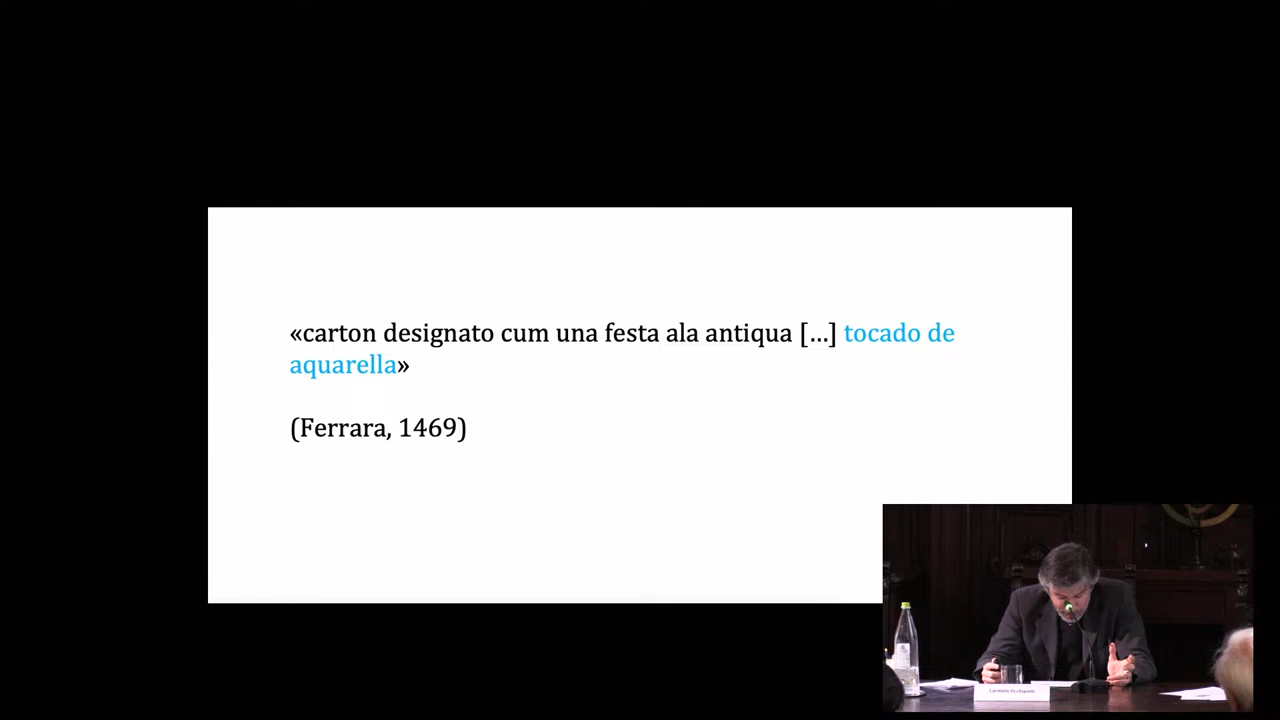 «carton designato cum una festa ala antiqua [...] tocado de
aquarella»
(Ferrara, 1469)